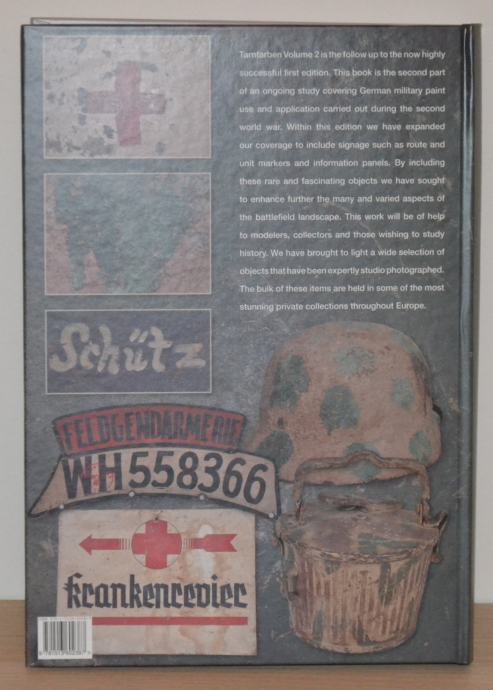 Tarnfarben Volume 2 is the follow up to the now highly
successful first edition. This book is the second part
of an ongoing study covering German military paint
use and application carried out during the second
world war. Within this edition we have expanded
our coverage to include signage such as route and
unit markers and information panels. By including
these rare and fascinating objects we have sought
to enhance further the many and varied aspects of
the battlefield landscape. This work will be of help
to modelers, collectors and those wishing to study
history. We have brought to light a wide selection of
objects that have been expertly studio photographed.
The bulk of these items are held in some of the most
stunning private collections throughout Europe.
Schütz
FELDGENDARMERIE
WH 558366
Krankenrevier